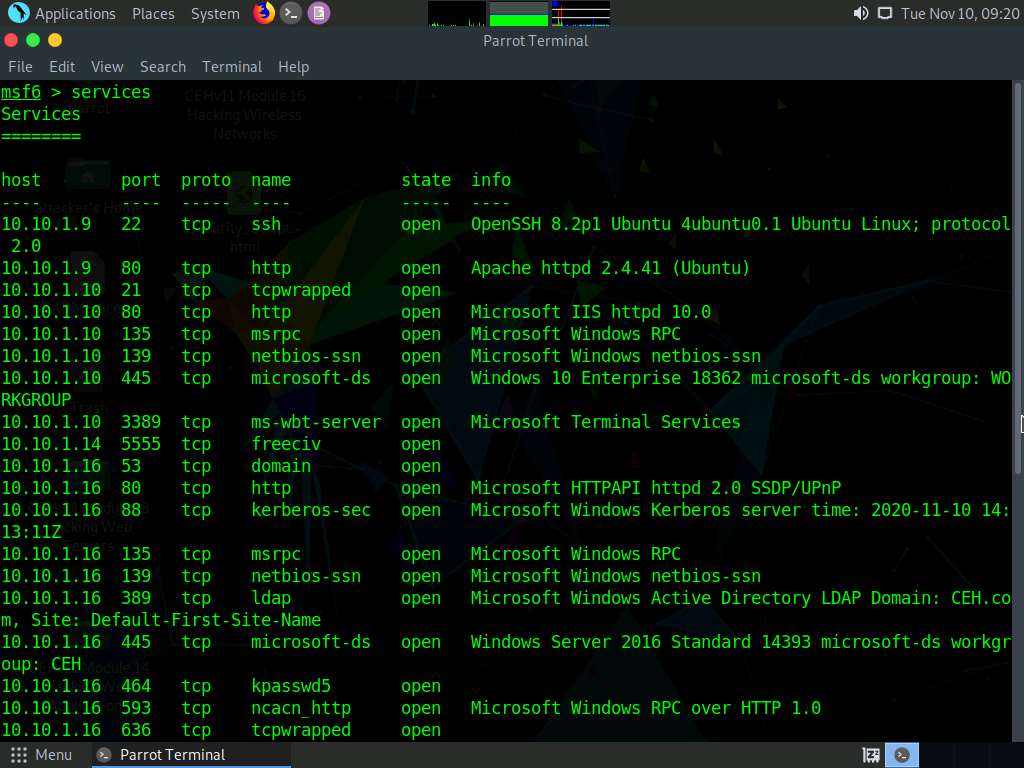 Applications Places System Tue Nov 10, 09:20
Parrot Terminal
File Edit View Search Terminal Help
msf6 > services
CEHv11 Module 16
Hacking Wireless
Networks
Services
========
host port proto name state info
---- ---- ----- ---- ----- ----
10.10.1.9 22 tcp ssh open OpenSSH 8.2p1 Ubuntu 4ubuntu0.1 Ubuntu Linux; protocol
2.0
10.10.1.9 80 tcp http open Apache httpd 2.4.41 (Ubuntu)
10.10.1.10 21 tcp tcpwrapped open
10.10.1.10 80 tcp http open Microsoft IIS httpd 10.0
10.10.1.10 135 tcp msrpc open Microsoft Windows RPC
10.10.1.10 139 tcp netbios-ssn open Microsoft Windows netbios-ssn
10.10.1.10 445 tcp microsoft-ds open Windows 10 Enterprise 18362 microsoft-ds workgroup: WO
RKGROUP
10.10.1.10 3389 tcp ms-wbt-server open Microsoft Terminal Services
10.10.1.14 5555 tcp freeciv open
10.10.1.16 53 tcp domain open
10.10.1.16 80 tcp http open Microsoft HTTPAPI httpd 2.0 SSDP/UPnP
10.10.1.16 88 tcp kerberos-sec open Microsoft Windows Kerberos server time: 2020-11-10 14:
13:11Z
10.10.1.16 135 tcp msrpc open Microsoft Windows RPC
10.10.1.16 139 tcp netbios-ssn open Microsoft Windows netbios-ssn
10.10.1.16 389 tcp ldap open Microsoft Windows Active Directory LDAP Domain: CEH.co
m, Site: Default-First-Site-Name
10.10.1.16 445 tcp microsoft-ds open Windows Server 2016 Standard 14393 microsoft-ds workgr
oup: CEH
10.10.1.16 464 tcp kpasswd5 open
10.10.1.16 593 tcp ncacn_http open Microsoft Windows RPC over HTTP 1.0
10.10.1.16 636 tcp tcpwrapped open
Menu Parrot Terminal